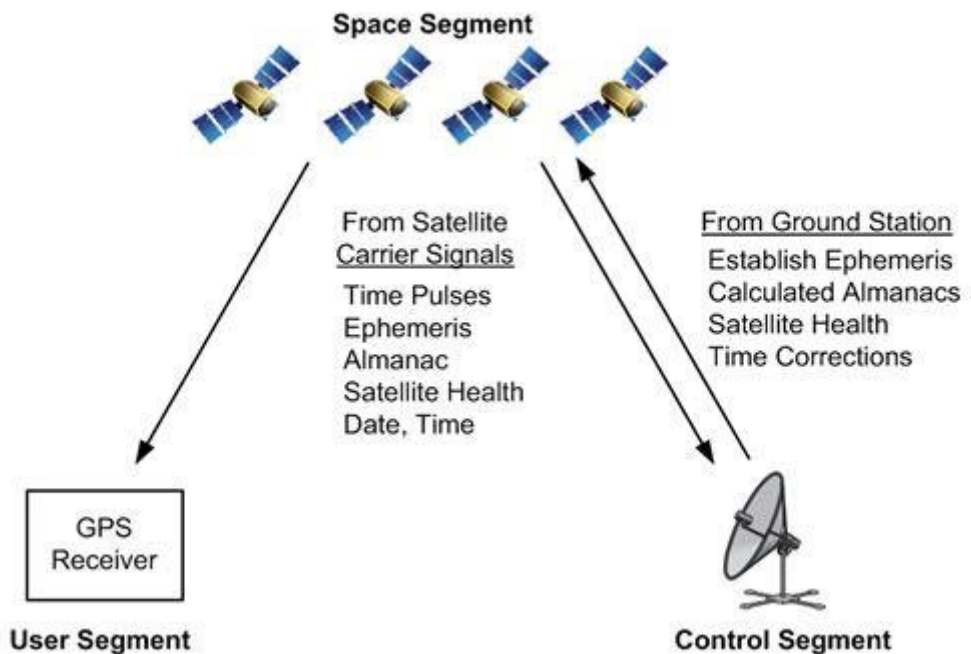 Space Segment
From Satellite
Carrier Signals
Time Pulses
Ephemeris
Almanac
Satellite Health
Date, Time
From Ground Station
Establish Ephemeris
Calculated Almanacs
Satellite Health
Time Corrections
GPS
Receiver
User Segment
Control Segment